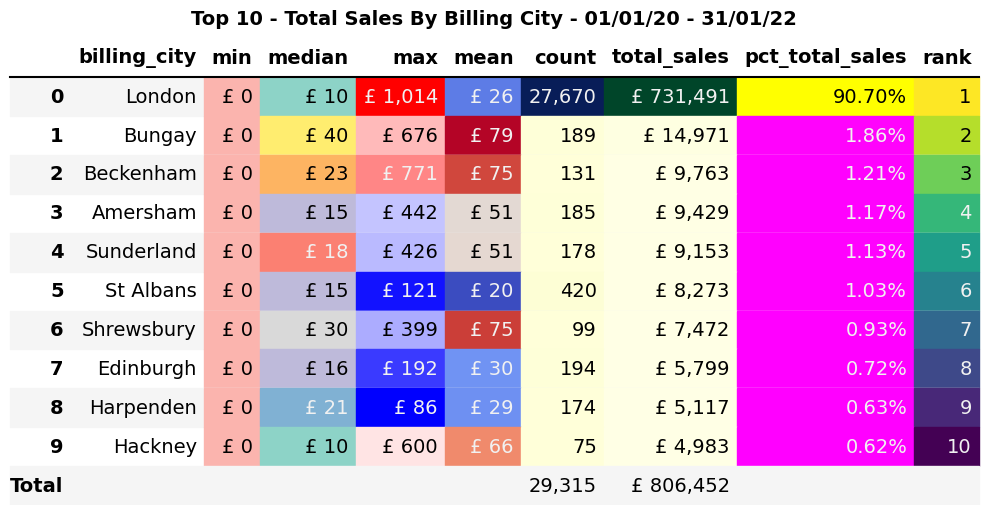 Top 10 - Total Sales By Billing City - 01/01/20 - 31/01/22
billing_city min median max mean count total_sales pct_total_sales rank
0 London £ 0 £ 10 £ 1,014 £ 26 27,670 £ 731,491 90.70% 1
1 Bungay £ 0 £ 40 £ 676 £ 79 189 £ 14,971 1.86% 2
2 Beckenham £ 0 £ 23 £ 771 £ 75 131 £ 9,763 1.21% 3
3 Amersham £ 0 £ 15 £ 442 £ 51 185 £ 9,429 1.17% 4
4 Sunderland £ 0 £ 18 £ 426 £ 51 178 £ 9,153 1.13% 5
5 St Albans £ 0 £ 15 £ 121 £ 20 420 £ 8,273 1.03% 6
6 Shrewsbury £ 0 £ 30 £ 399 £ 75 99 £ 7,472 0.93% 7
7 Edinburgh £ 0 £ 16 £ 192 £ 30 194 £ 5,799 0.72% 8
8 Harpenden £ 0 £ 21 £ 86 £ 29 174 £ 5,117 0.63% 9
9 Hackney £ 0 £ 10 £ 600 £ 66 75 £ 4,983 0.62% 10
Total 29,315 £ 806,452